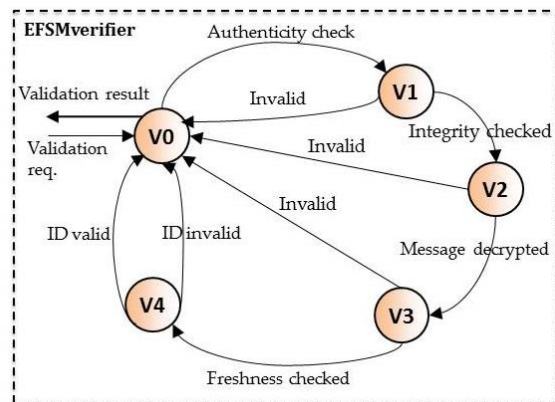 EFSMverifier
Authenticity check
Validation result
Invalid
V1
V0
Integrity checked
Validation
req.
Invalid
V2
Invalid
ID valid
ID invalid
Message decrypted
V4
V3
Freshness checked